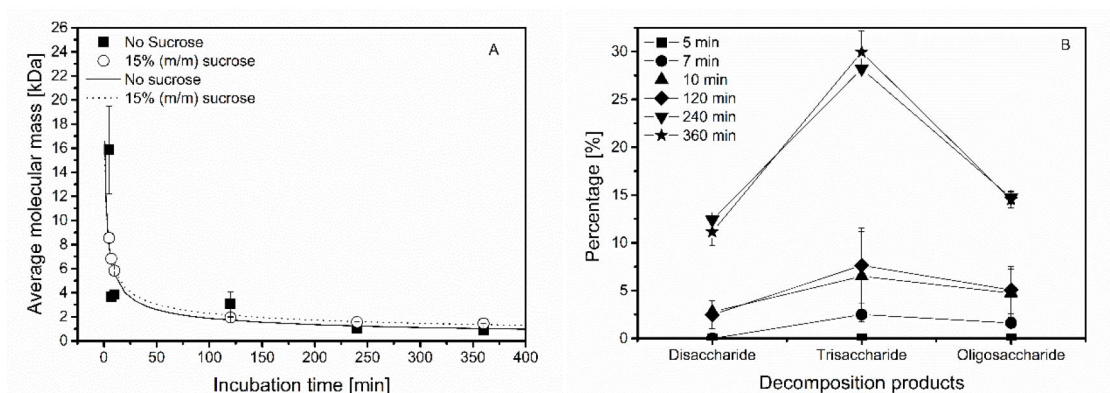 A
No Sucrose
15% (m/m) sucrose
No sucrose
15% (m/m) sucrose
Average molecular mass [kDa]
26
24
22
20
18
16
14
12
10
8
6
4
2
0
0 50 100 150 200 250 300 350 400
Incubation time [min]
B
5 min
7 min
10 min
120 min
240 min
360 min
Percentage [%]
30
25
20
15
10
5
0
Disaccharide Trisaccharide Oligosaccharide
Decomposition products